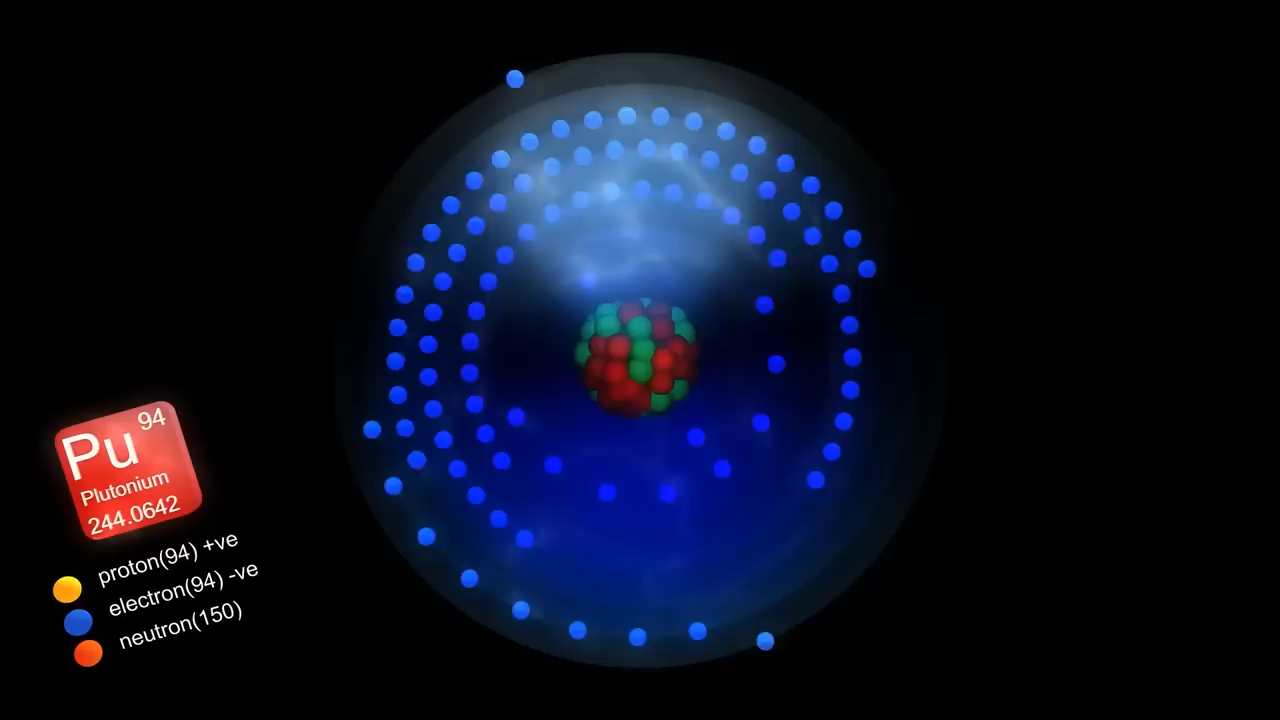 Pu 94
Plutonium
244.0642
proton(94) +ve
electron(94) -ve
neutron(150)